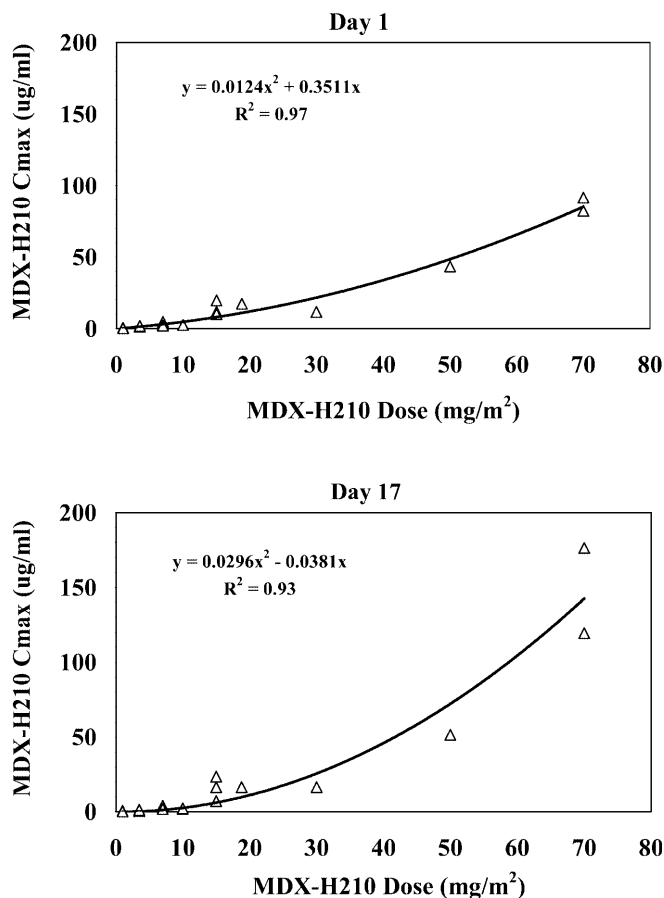 Day 1
200
150
100
50
0
MDX-H210 Cmax (ug/ml)
y = 0.0124x² + 0.3511x
R² = 0.97
0 10 20 30 40 50 60 70 80
MDX-H210 Dose (mg/m²)
Day 17
200
150
100
50
0
MDX-H210 Cmax (ug/ml)
y = 0.0296x² - 0.0381x
R² = 0.93
0 10 20 30 40 50 60 70 80
MDX-H210 Dose (mg/m²)